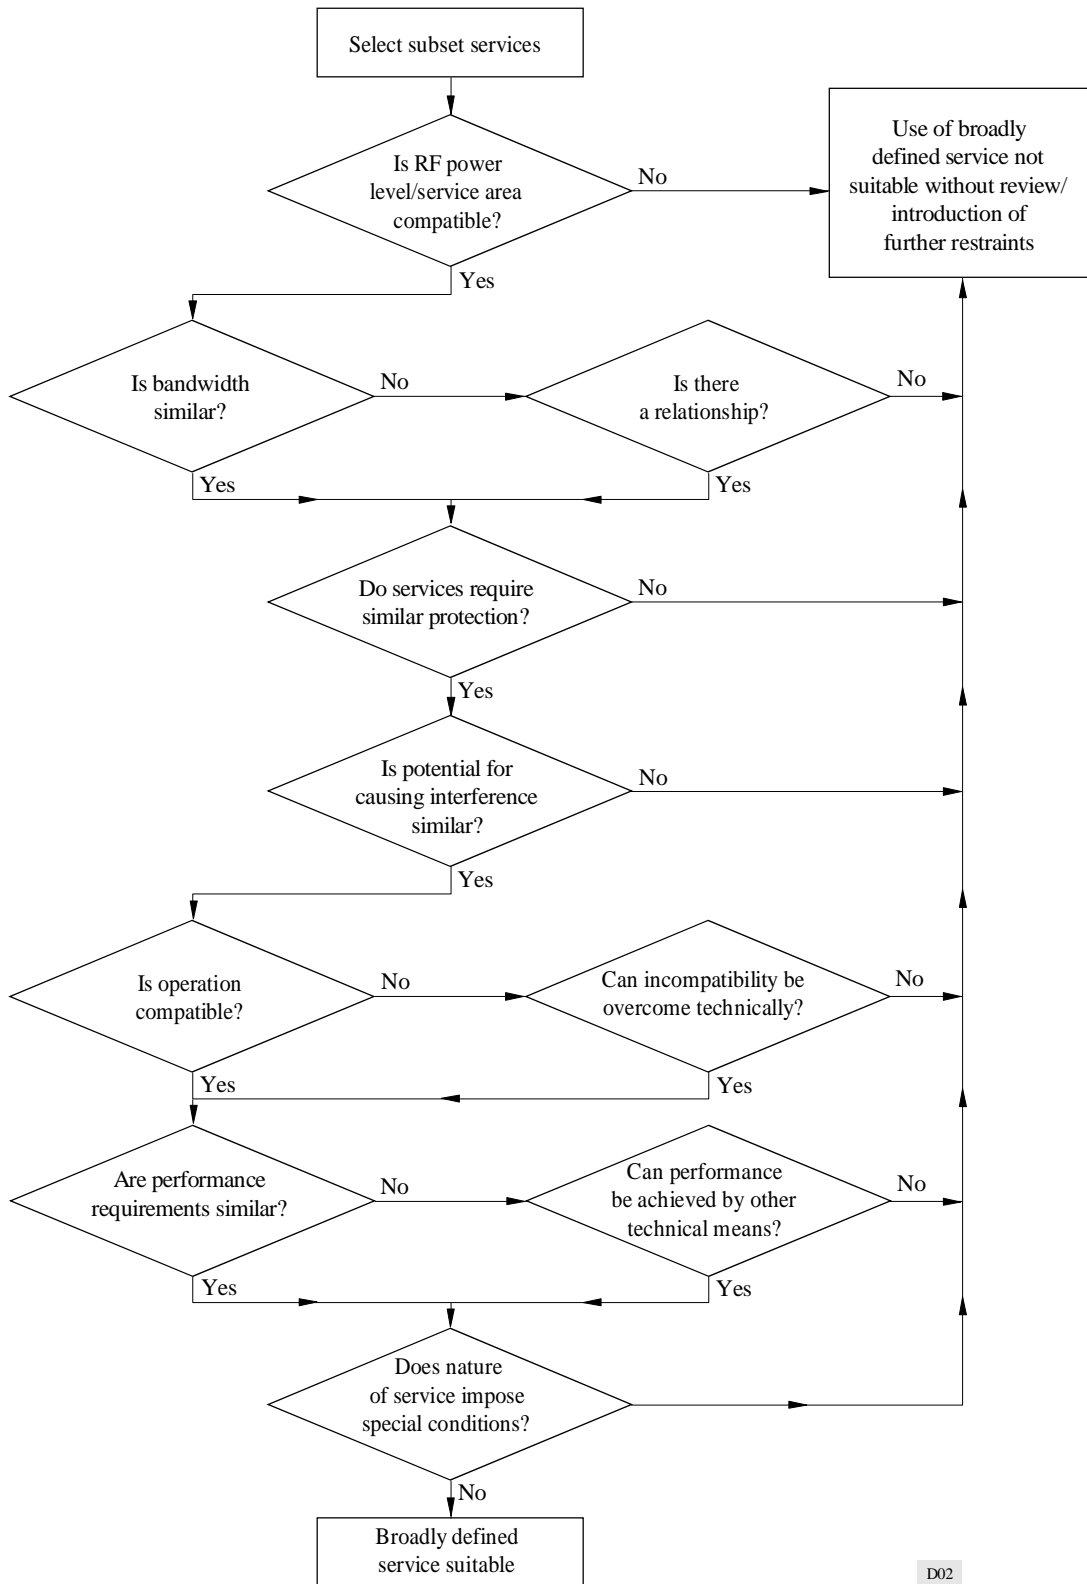 Select subset services
Use of broadly
defined service not
suitable without review/
introduction of
further restraints
Is RF power
level/service area
compatible?
No
Yes
Is bandwidth
similar?
No
Is there
a relationship?
No
Yes
Yes
Do services require
similar protection?
No
Yes
Is potential for
causing interference
similar?
No
Yes
Is operation
compatible?
No
Can incompatibility be
overcome technically?
No
Yes
Yes
Are performance
requirements similar?
No
Can performance
be achieved by other
technical means?
No
Yes
Yes
Does nature
of service impose
special conditions?
No
Broadly defined
service suitable
D02